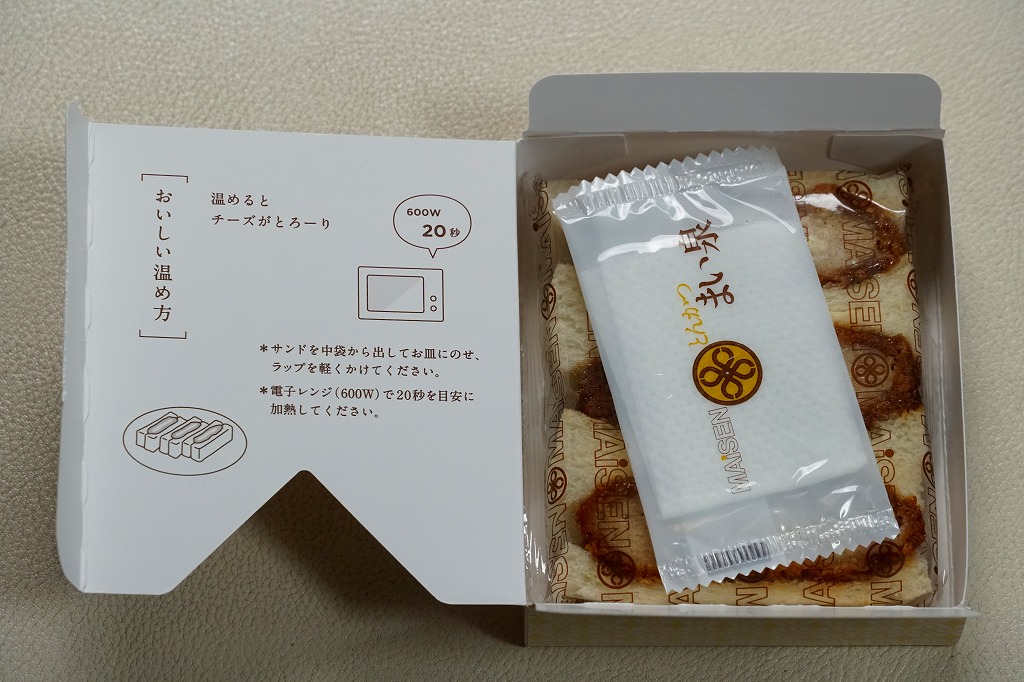 おいしい温め方
温めると
チーズがとろーり
600W
20秒
＊サンドを中袋から出してお皿にのせ、
ラップを軽くかけてください。
＊電子レンジ（600W）で20秒を目安に
加熱してください。
とんかつ
まい泉
MAiSEN
MAiSEN
MAiSEN
MAiSEN